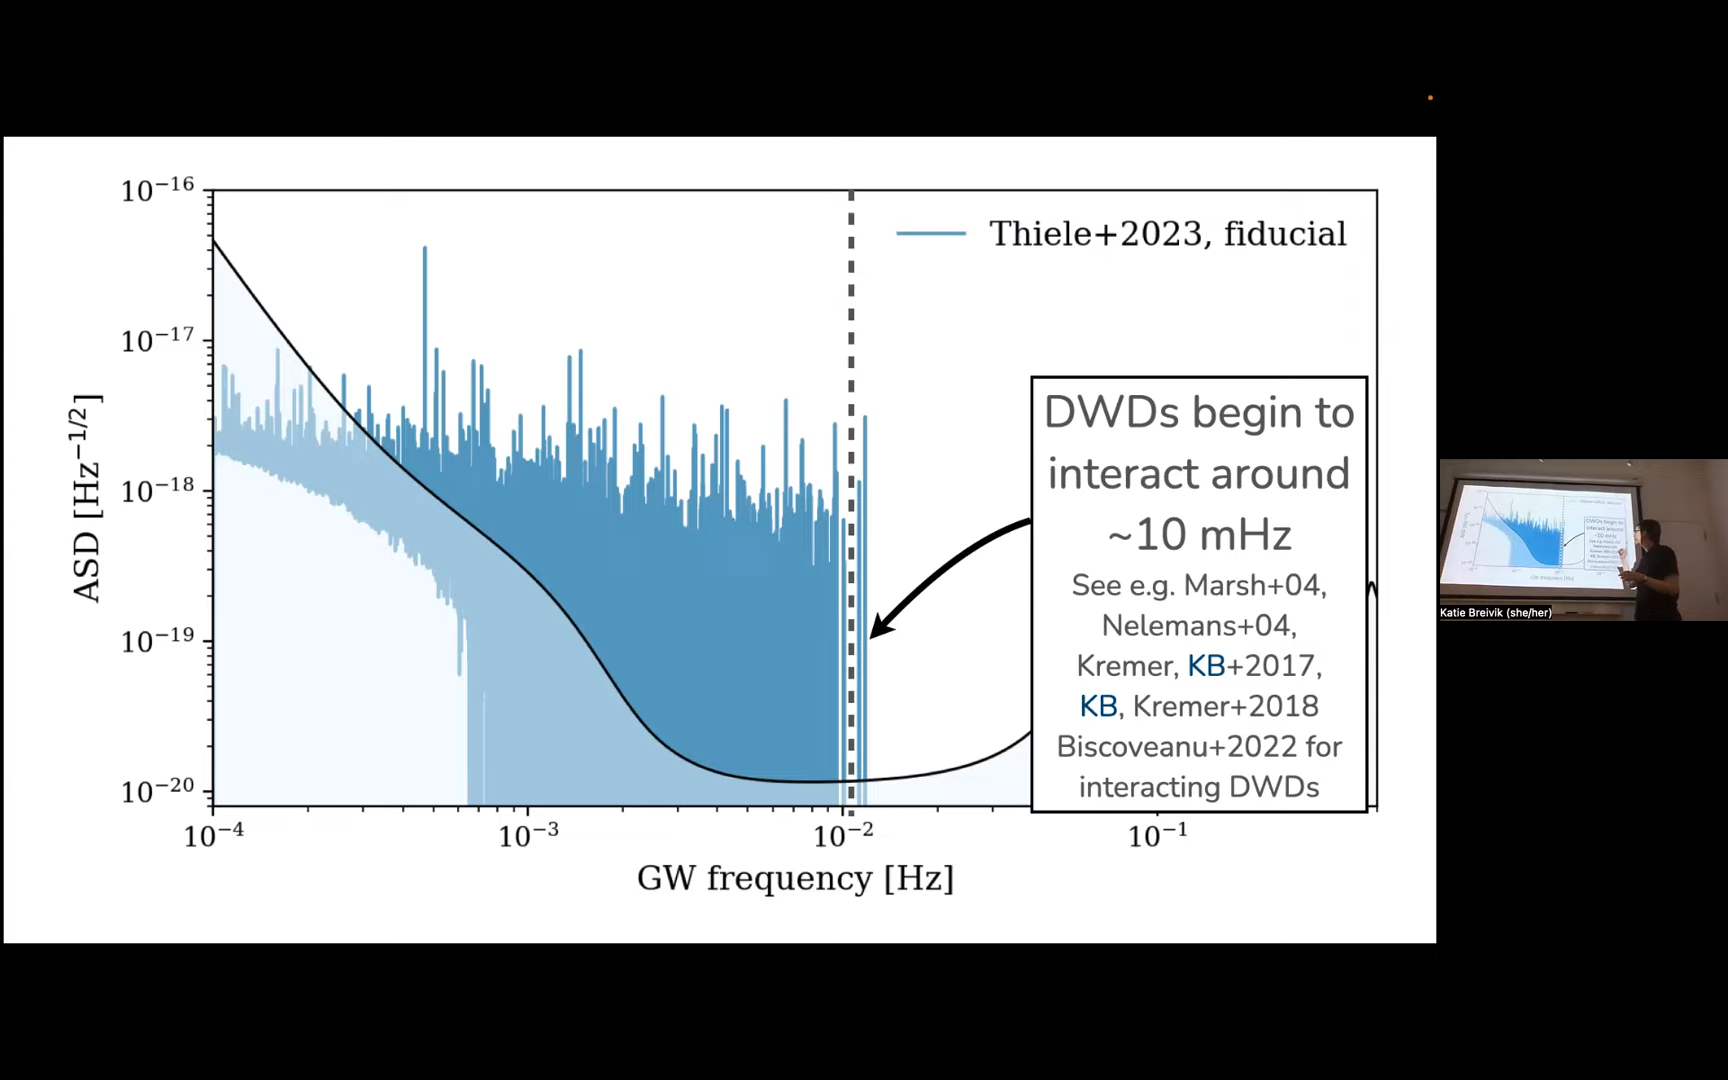 10⁻¹⁶
10⁻¹⁷
10⁻¹⁸
10⁻¹⁹
10⁻²⁰
ASD [Hz⁻¹/²]
Thiele+2023, fiducial
DWDs begin to
interact around
~10 mHz
See e.g. Marsh+04,
Nelemans+04,
Kremer, KB+2017,
KB, Kremer+2018
Biscoveanu+2022 for
interacting DWDs
10⁻⁴
10⁻³
10⁻²
10⁻¹
GW frequency [Hz]
Katie Breivik (she/her)